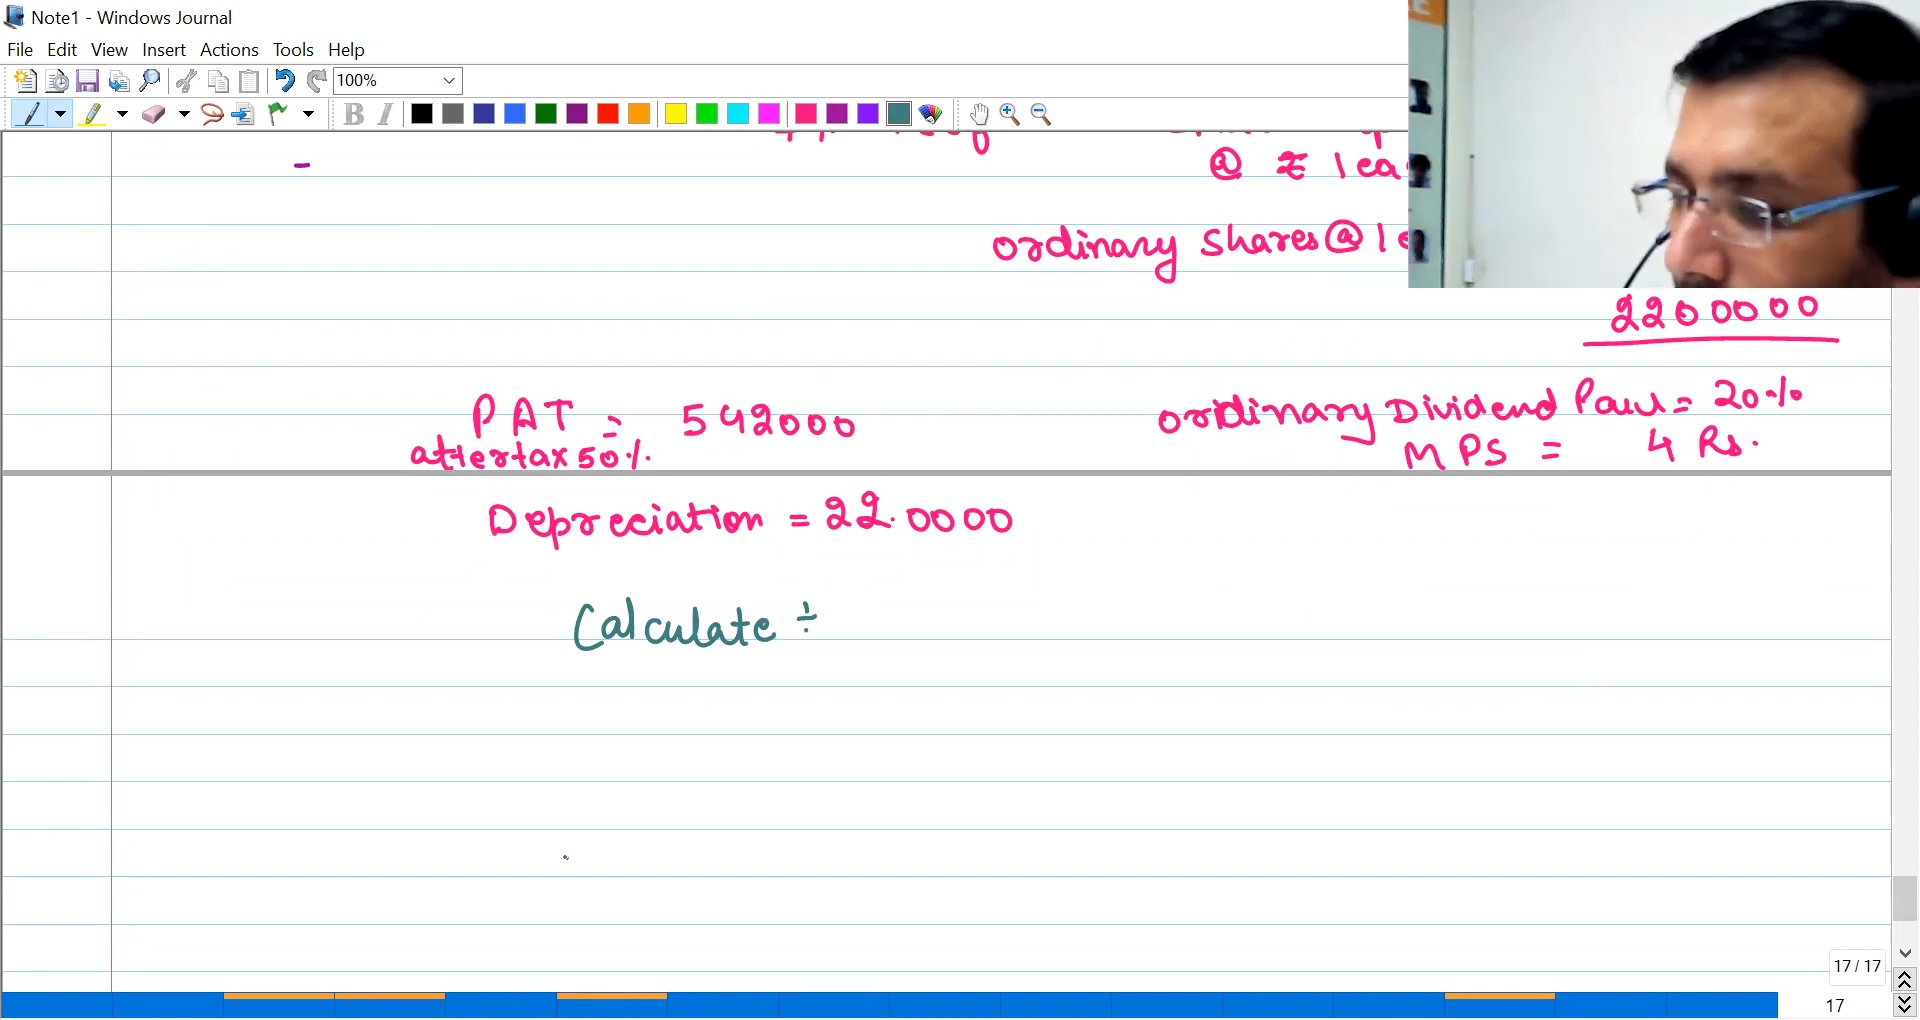 Note1 - Windows Journal
File Edit View Insert Actions Tools Help
100%
B I
@ ₹ 1 ea
ordinary Shares @ 1 e
2200000
PAT = 542000
after tax 50%.
ordinary Dividend = 20%
MPS = 4 Rs.
Depreciation = 22.0000
Calculate ÷
17 / 17
17